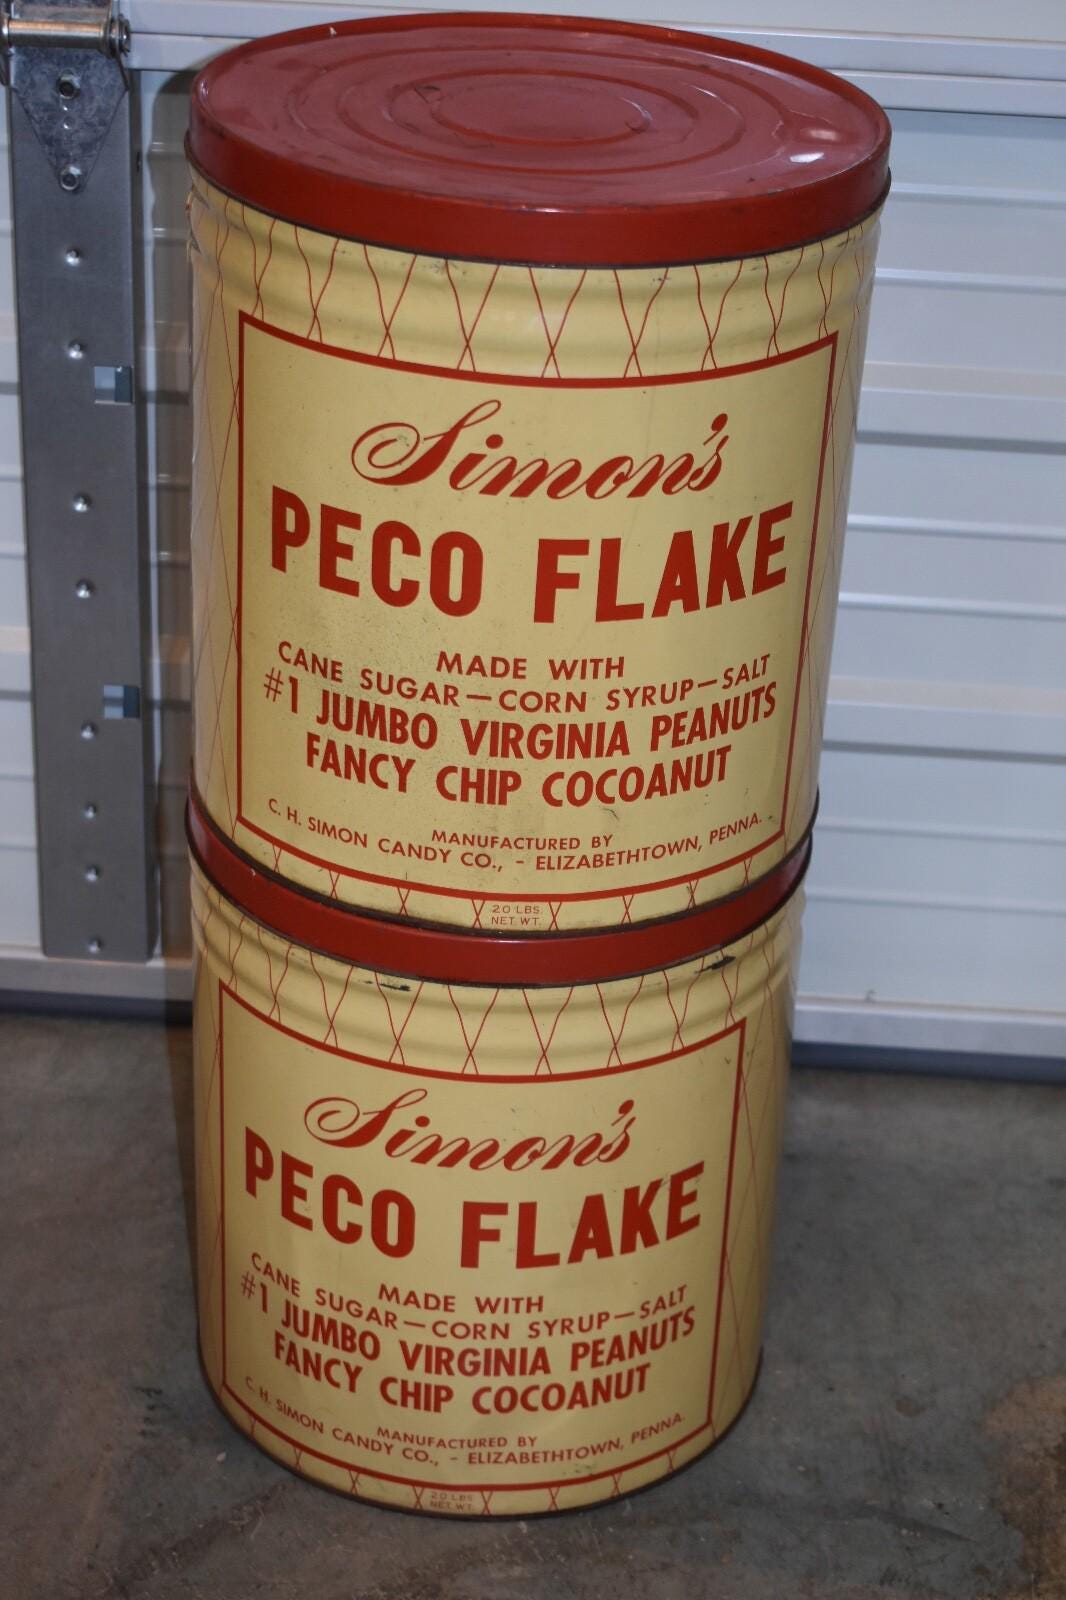 Simon's
PECO FLAKE
MADE WITH
CANE SUGAR—CORN SYRUP—SALT
#1 JUMBO VIRGINIA PEANUTS
FANCY CHIP COCOANUT
MANUFACTURED BY
C. H. SIMON CANDY CO., - ELIZABETHTOWN, PENNA.
20 LBS.
NET. WT.
Simon's
PECO FLAKE
MADE WITH
CANE SUGAR—CORN SYRUP—SALT
#1 JUMBO VIRGINIA PEANUTS
FANCY CHIP COCOANUT
MANUFACTURED BY
C. H. SIMON CANDY CO., - ELIZABETHTOWN, PENNA.
20 LBS.
NET. WT.